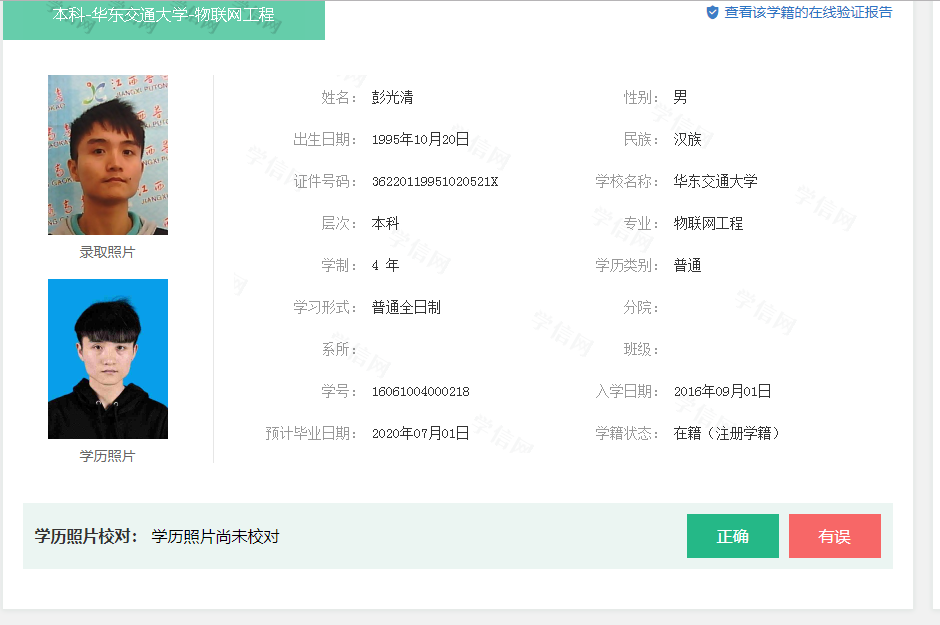 本科-华东交通大学-物联网工程
查看该学籍的在线验证报告
姓名： 彭光清 性别： 男
出生日期： 1995年10月20日 民族： 汉族
证件号码： 36220119951020521X 学校名称： 华东交通大学
层次： 本科 专业： 物联网工程
学制： 4 年 学历类别： 普通
学习形式： 普通全日制 分院：
系所： 班级：
学号： 16061004000218 入学日期： 2016年09月01日
预计毕业日期： 2020年07月01日 学籍状态： 在籍（注册学籍）
录取照片
学历照片
学历照片校对： 学历照片尚未校对
正确 有误
学信网